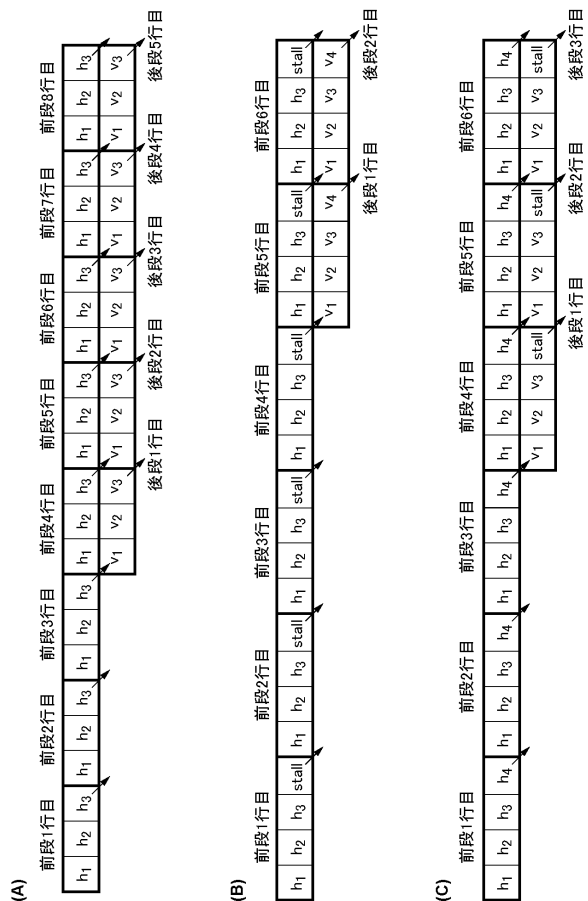 (A)
前段1行目 前段2行目 前段3行目 前段4行目 前段5行目 前段6行目 前段7行目 前段8行目
h1 h2 h3 h1 h2 h3 h1 h2 h3 h1 h2 h3 h1 h2 h3 h1 h2 h3 h1 h2 h3 h1 h2 h3
v1 v2 v3 v1 v2 v3 v1 v2 v3 v1 v2 v3 v1 v2 v3
後段1行目 後段2行目 後段3行目 後段4行目 後段5行目
(B)
前段1行目 前段2行目 前段3行目 前段4行目 前段5行目 前段6行目
h1 h2 h3 stall h1 h2 h3 stall h1 h2 h3 stall h1 h2 h3 stall h1 h2 h3 stall h1 h2 h3 stall
v1 v2 v3 v4 v1 v2 v3 v4
後段1行目 後段2行目
(C)
前段1行目 前段2行目 前段3行目 前段4行目 前段5行目 前段6行目
h1 h2 h3 h4 h1 h2 h3 h4 h1 h2 h3 h4 h1 h2 h3 h4 h1 h2 h3 h4 h1 h2 h3 h4
v1 v2 v3 stall v1 v2 v3 stall v1 v2 v3 stall
後段1行目 後段2行目 後段3行目